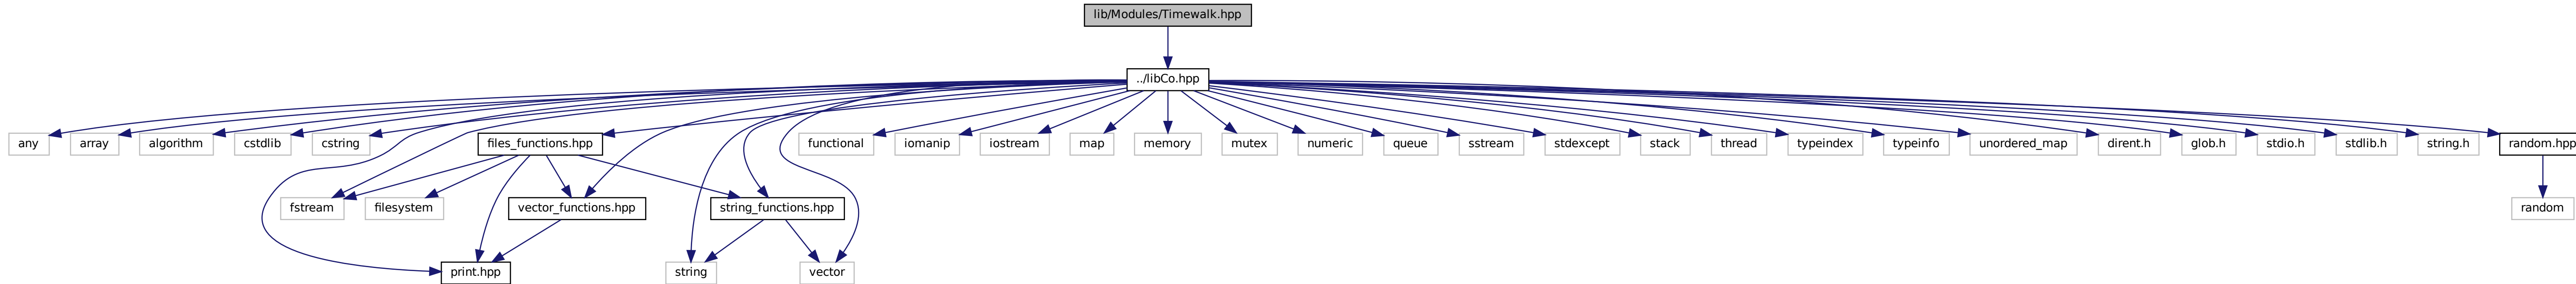 lib/Modules/Timewalk.hpp
../libCo.hpp
any
array
algorithm
cstdlib
cstring
files_functions.hpp
functional
iomanip
iostream
map
memory
mutex
numeric
queue
sstream
stdexcept
stack
thread
typeindex
typeinfo
unordered_map
dirent.h
glob.h
stdio.h
stdlib.h
string.h
random.hpp
fstream
filesystem
vector_functions.hpp
string_functions.hpp
random
print.hpp
string
vector